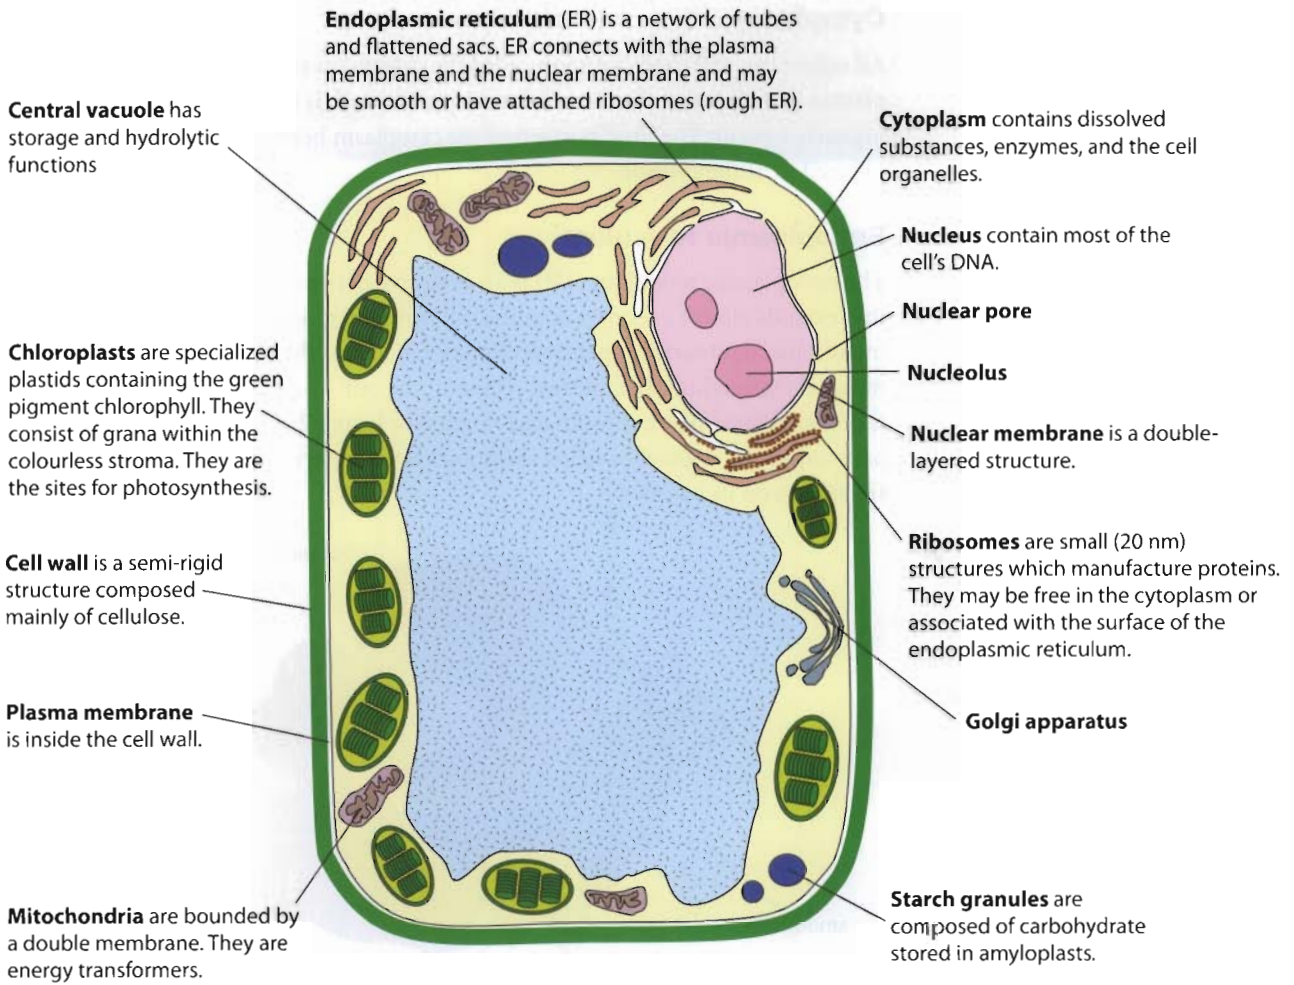 Endoplasmic reticulum (ER) is a network of tubes
and flattened sacs. ER connects with the plasma
membrane and the nuclear membrane and may
be smooth or have attached ribosomes (rough ER).
Central vacuole has
storage and hydrolytic
functions
Chloroplasts are specialized
plastids containing the green
pigment chlorophyll. They
consist of grana within the
colourless stroma. They are
the sites for photosynthesis.
Cell wall is a semi-rigid
structure composed
mainly of cellulose.
Plasma membrane
is inside the cell wall.
Mitochondria are bounded by
a double membrane. They are
energy transformers.
Cytoplasm contains dissolved
substances, enzymes, and the cell
organelles.
Nucleus contain most of the
cell's DNA.
Nuclear pore
Nucleolus
Nuclear membrane is a double-
layered structure.
Ribosomes are small (20 nm)
structures which manufacture proteins.
They may be free in the cytoplasm or
associated with the surface of the
endoplasmic reticulum.
Golgi apparatus
Starch granules are
composed of carbohydrate
stored in amyloplasts.